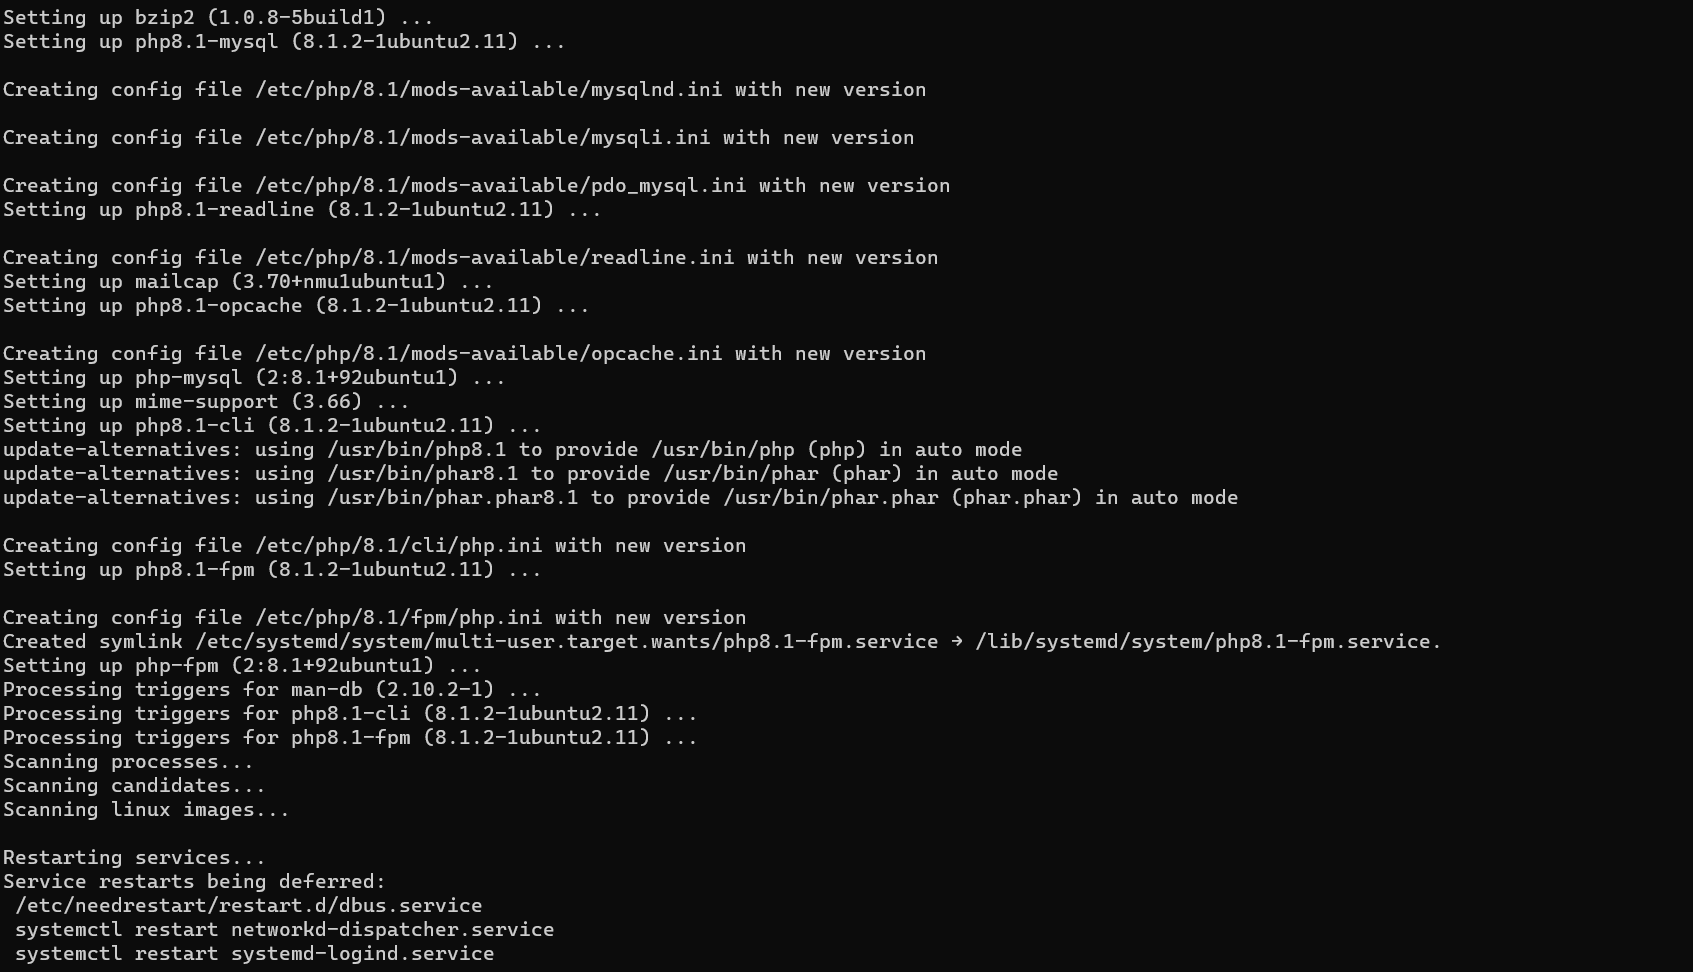 Setting up bzip2 (1.0.8-5build1) ...
Setting up php8.1-mysql (8.1.2-1ubuntu2.11) ...
Creating config file /etc/php/8.1/mods-available/mysqlnd.ini with new version
Creating config file /etc/php/8.1/mods-available/mysqli.ini with new version
Creating config file /etc/php/8.1/mods-available/pdo_mysql.ini with new version
Setting up php8.1-readline (8.1.2-1ubuntu2.11) ...
Creating config file /etc/php/8.1/mods-available/readline.ini with new version
Setting up mailcap (3.70+nmu1ubuntu1) ...
Setting up php8.1-opcache (8.1.2-1ubuntu2.11) ...
Creating config file /etc/php/8.1/mods-available/opcache.ini with new version
Setting up php-mysql (2:8.1+92ubuntu1) ...
Setting up mime-support (3.66) ...
Setting up php8.1-cli (8.1.2-1ubuntu2.11) ...
update-alternatives: using /usr/bin/php8.1 to provide /usr/bin/php (php) in auto mode
update-alternatives: using /usr/bin/phar8.1 to provide /usr/bin/phar (phar) in auto mode
update-alternatives: using /usr/bin/phar.phar8.1 to provide /usr/bin/phar.phar (phar.phar) in auto mode
Creating config file /etc/php/8.1/cli/php.ini with new version
Setting up php8.1-fpm (8.1.2-1ubuntu2.11) ...
Creating config file /etc/php/8.1/fpm/php.ini with new version
Created symlink /etc/systemd/system/multi-user.target.wants/php8.1-fpm.service → /lib/systemd/system/php8.1-fpm.service.
Setting up php-fpm (2:8.1+92ubuntu1) ...
Processing triggers for man-db (2.10.2-1) ...
Processing triggers for php8.1-cli (8.1.2-1ubuntu2.11) ...
Processing triggers for php8.1-fpm (8.1.2-1ubuntu2.11) ...
Scanning processes...
Scanning candidates...
Scanning linux images...
Restarting services...
Service restarts being deferred:
 /etc/needrestart/restart.d/dbus.service
 systemctl restart networkd-dispatcher.service
 systemctl restart systemd-logind.service